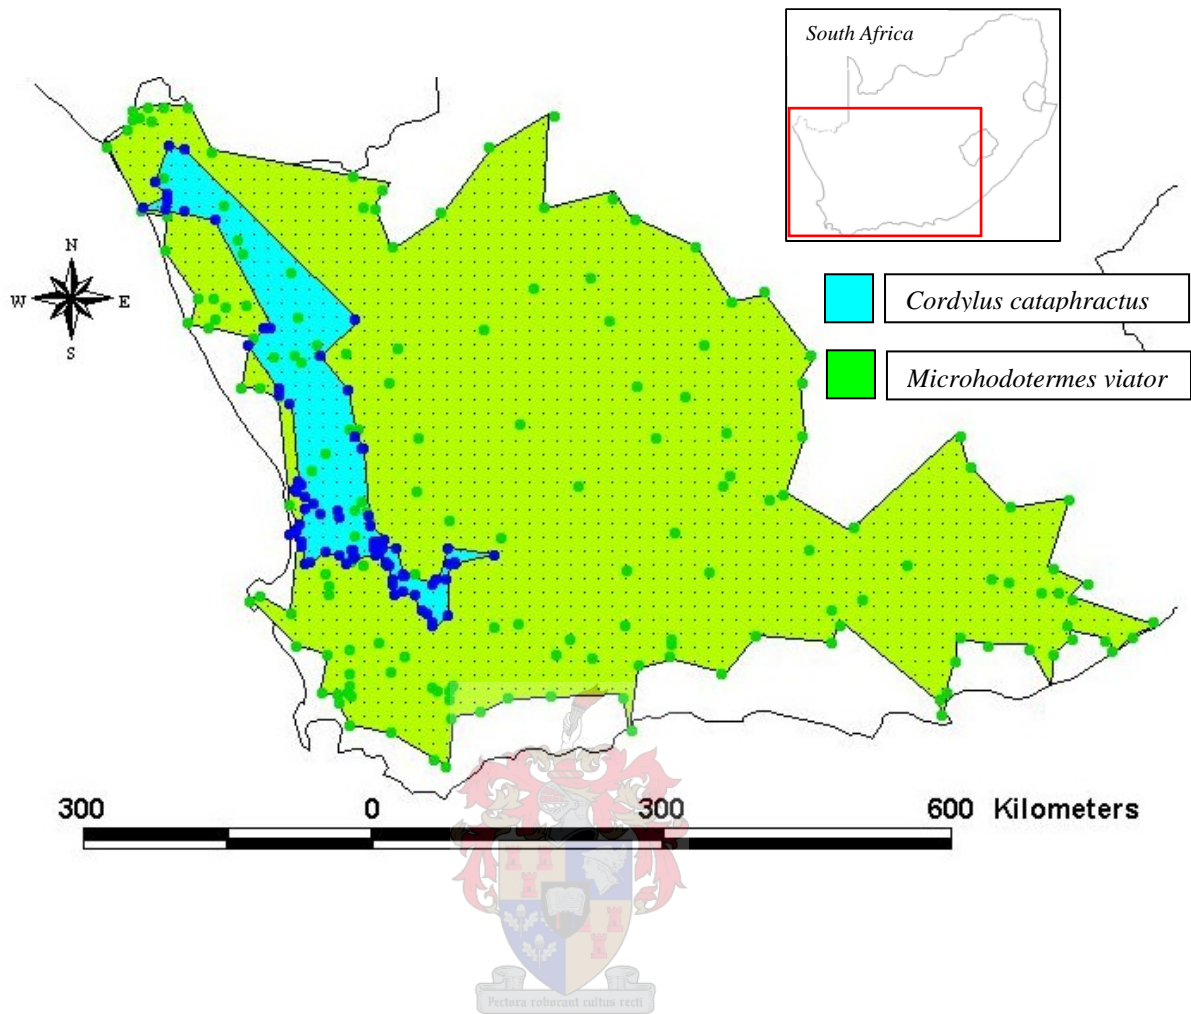 South Africa
N
W E
S
Cordylus cataphractus
Microhodotermes viator
300 0 300 600 Kilometers
Pectora roborant cultus recti